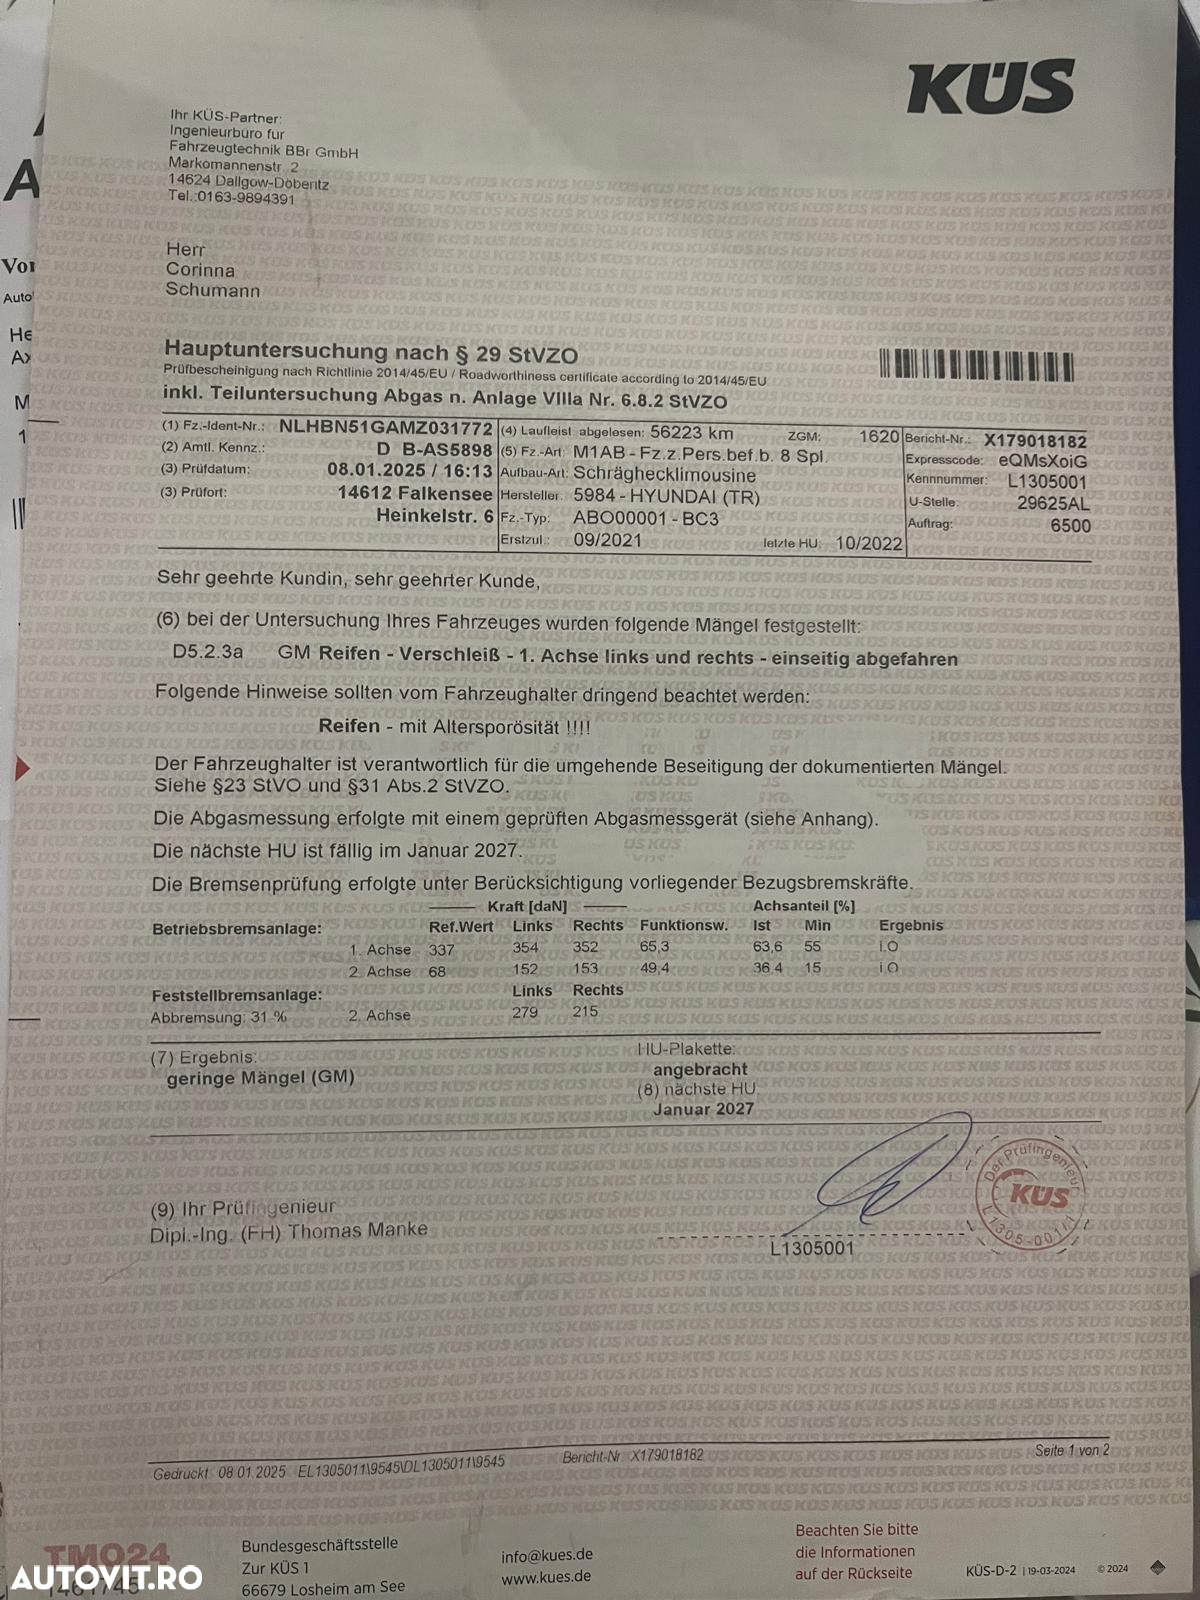 KÜS
Ihr KÜS-Partner:
Ingenieurbüro für
Fahrzeugtechnik BBr GmbH
Markomannenstr. 2
14624 Dallgow-Döberitz
Tel.:0163-9894391
Herr
Corinna
Schumann
Hauptuntersuchung nach § 29 StVZO
Prüfbescheinigung nach Richtlinie 2014/45/EU / Roadworthiness certificate according to 2014/45/EU
inkl. Teiluntersuchung Abgas n. Anlage VIIIa Nr. 6.8.2 StVZO
(1) Fz.-Ident-Nr.: NLHBN51GAMZ031772
(2) Amtl. Kennz.: D B-AS5898
(3) Prüfdatum: 08.01.2025 / 16:13
(3) Prüfort: 14612 Falkensee
Heinkelstr. 6
(4) Laufleist. abgelesen: 56223 km ZGM: 1620
(5) Fz.-Art: M1AB - Fz.z.Pers.bef.b. 8 Spl.
Aufbau-Art: Schräghecklimousine
Hersteller: 5984 - HYUNDAI (TR)
Fz.-Typ: ABO00001 - BC3
Erstzul.: 09/2021 letzte HU: 10/2022
Bericht-Nr.: X179018182
Expresscode: eQMsXoiG
Kennnummer: L1305001
U-Stelle: 29625AL
Auftrag: 6500
Sehr geehrte Kundin, sehr geehrter Kunde,
(6) bei der Untersuchung Ihres Fahrzeuges wurden folgende Mängel festgestellt:
D5.2.3a GM Reifen - Verschleiß - 1. Achse links und rechts - einseitig abgefahren
Folgende Hinweise sollten vom Fahrzeughalter dringend beachtet werden:
Reifen - mit Altersporösität !!!!
Der Fahrzeughalter ist verantwortlich für die umgehende Beseitigung der dokumentierten Mängel.
Siehe §23 StVO und §31 Abs.2 StVZO.
Die Abgasmessung erfolgte mit einem geprüften Abgasmessgerät (siehe Anhang).
Die nächste HU ist fällig im Januar 2027.
Die Bremsenprüfung erfolgte unter Berücksichtigung vorliegender Bezugsbremskräfte.
Kraft [daN] Achsanteil [%]
Betriebsbremsanlage: Ref.Wert Links Rechts Funktionsw. Ist Min Ergebnis
1. Achse 337 354 352 65,3 63,6 55 i.O
2. Achse 68 152 153 49,4 36,4 15 i.O
Feststellbremsanlage: Links Rechts
Abbremsung: 31 % 2. Achse 279 215
(7) Ergebnis:
geringe Mängel (GM)
HU-Plakette:
angebracht
(8) nächste HU:
Januar 2027
(9) Ihr Prüfingenieur
Dipl.-Ing. (FH) Thomas Manke
L1305001
Der Prüfingenieur
KÜS
L1305-001/1
Gedruckt 08.01.2025 EL1305011\9545\DL1305011\9545 Bericht-Nr X179018182 Seite 1 von 2
TMO24
Bundesgeschäftsstelle
Zur KÜS 1
66679 Losheim am See
info@kues.de
www.kues.de
Beachten Sie bitte
die Informationen
auf der Rückseite
KÜS-D-2 | 19-03-2024 © 2024
AUTOVIT.RO